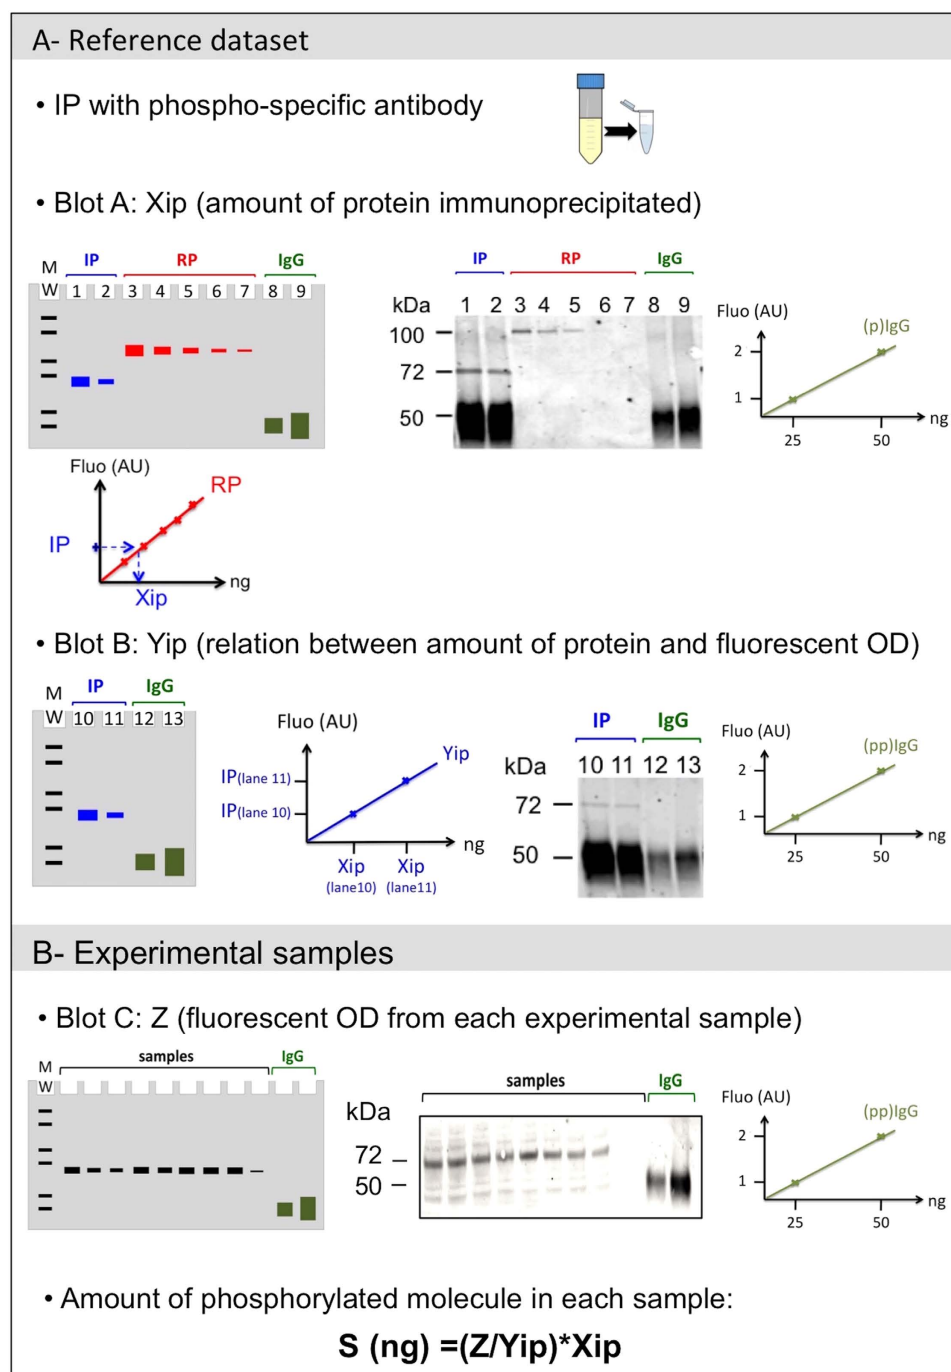 A- Reference dataset
• IP with phospho-specific antibody
• Blot A: Xip (amount of protein immunoprecipitated)
IP RP IgG
M
W 1 2 3 4 5 6 7 8 9
IP RP IgG
kDa 1 2 3 4 5 6 7 8 9
100
72
50
Fluo (AU)
(p)IgG
2
1
ng
25 50
Fluo (AU)
RP
IP
ng
Xip
• Blot B: Yip (relation between amount of protein and fluorescent OD)
M
IP IgG
W 10 11 12 13
Fluo (AU)
Yip
IP(lane 11)
IP(lane 10)
ng
Xip Xip
(lane10) (lane11)
IP IgG
kDa 10 11 12 13
72
50
Fluo (AU)
(pp)IgG
2
1
ng
25 50
B- Experimental samples
• Blot C: Z (fluorescent OD from each experimental sample)
M
W
samples IgG
samples IgG
kDa
72
50
Fluo (AU)
(pp)IgG
2
1
ng
25 50
• Amount of phosphorylated molecule in each sample:
S (ng) =(Z/Yip)*Xip